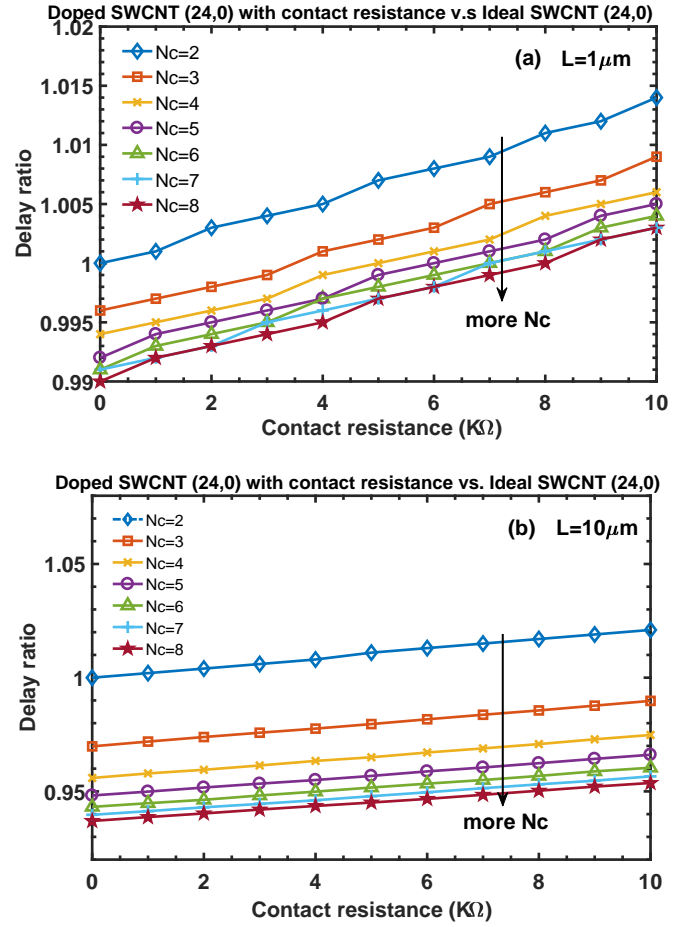 Doped SWCNT (24,0) with contact resistance v.s Ideal SWCNT (24,0)
1.02
1.015
1.01
1.005
1
0.995
0.99
Delay ratio
Nc=2
Nc=3
Nc=4
Nc=5
Nc=6
Nc=7
Nc=8
(a) L=1μm
more Nc
0 2 4 6 8 10
Contact resistance (KΩ)
Doped SWCNT (24,0) with contact resistance vs. Ideal SWCNT (24,0)
1.05
1
0.95
Delay ratio
Nc=2
Nc=3
Nc=4
Nc=5
Nc=6
Nc=7
Nc=8
(b) L=10μm
more Nc
0 2 4 6 8 10
Contact resistance (KΩ)